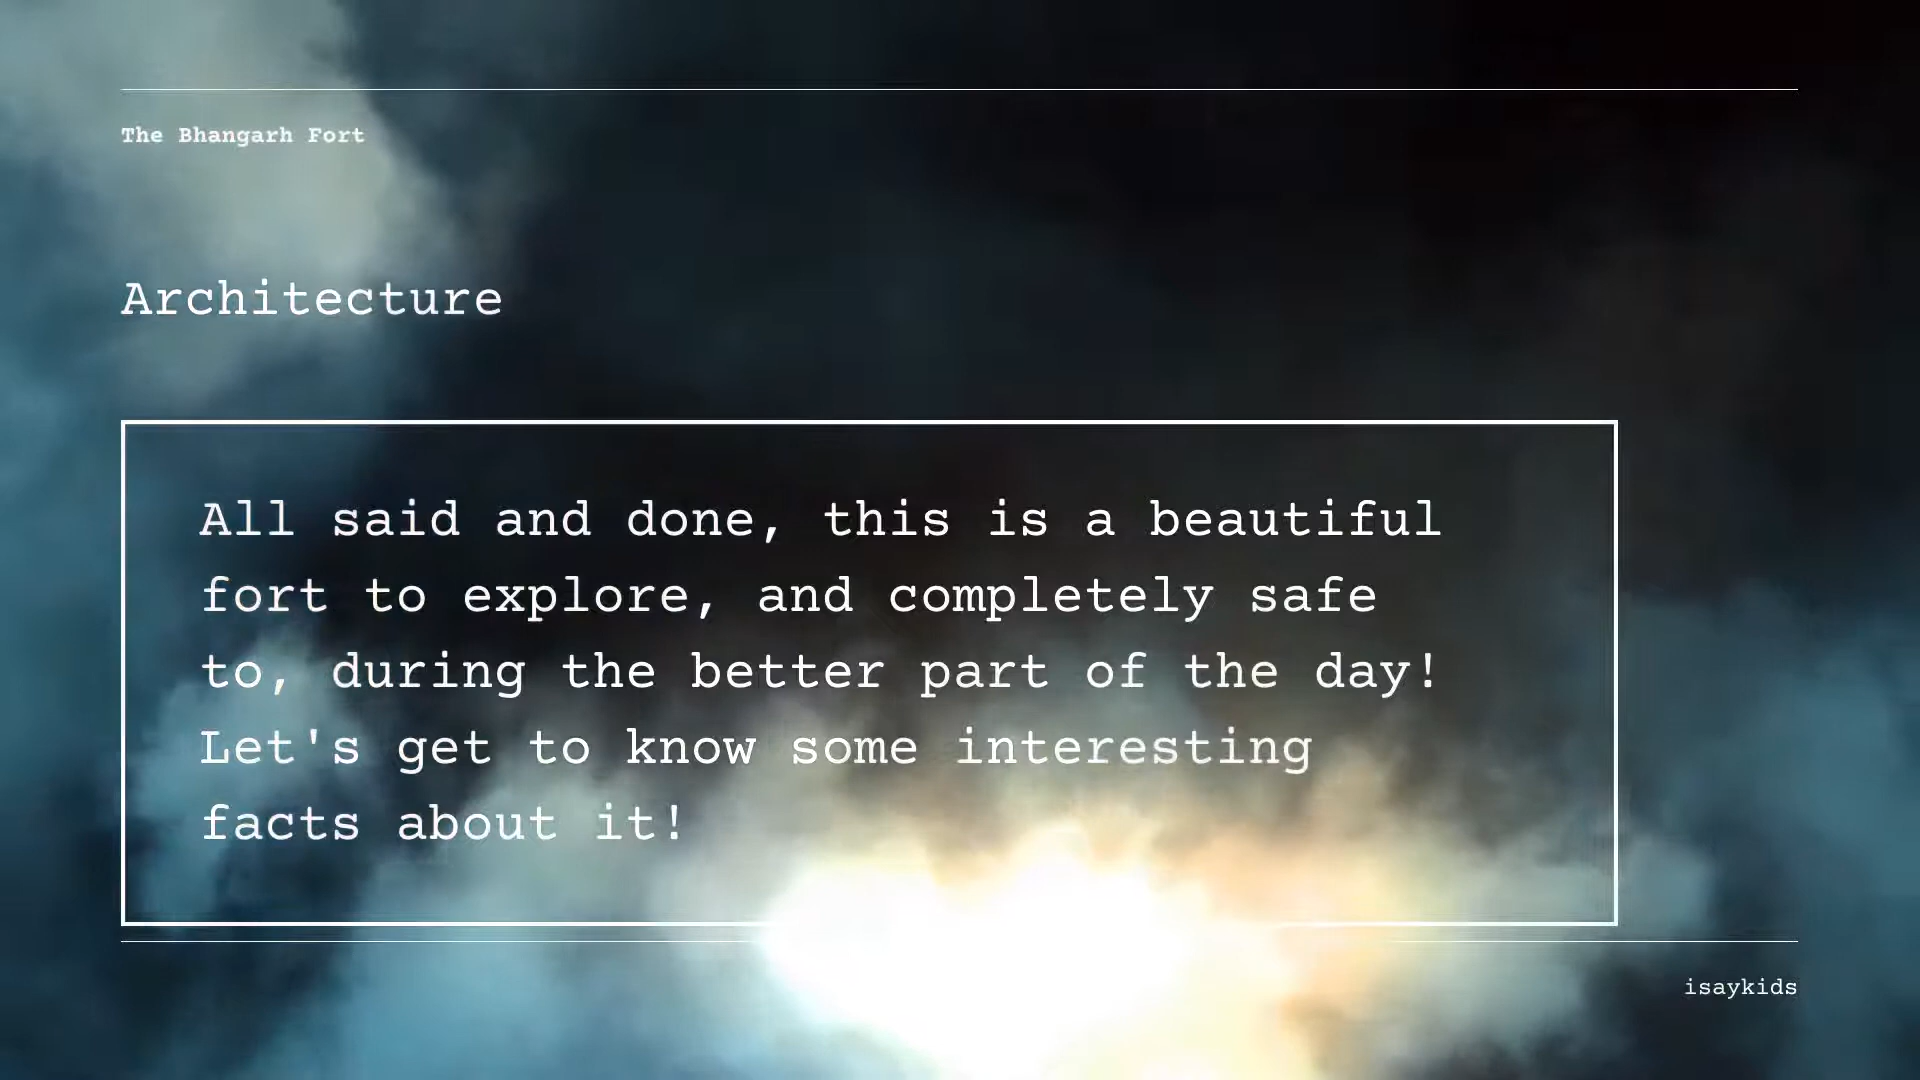 The Bhangarh Fort
Architecture
All said and done, this is a beautiful
fort to explore, and completely safe
to, during the better part of the day!
Let's get to know some interesting
facts about it!
isaykids